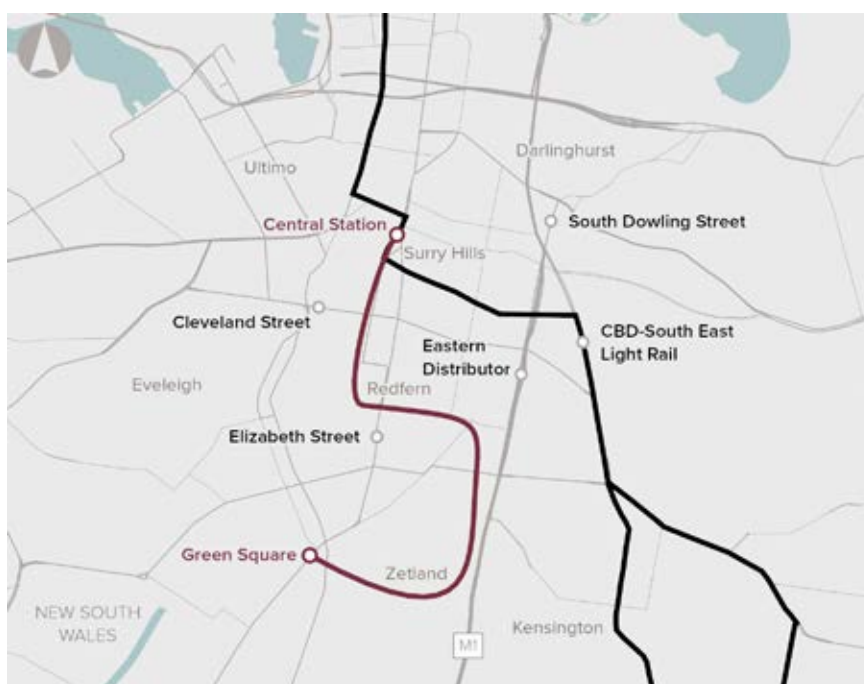 Darlinghurst
Ultimo
South Dowling Street
Central Station
Surry Hills
Cleveland Street
CBD-South East
Light Rail
Eastern
Distributor
Eveleigh
Redfern
Elizabeth Street
Green Square
Zetland
NEW SOUTH
WALES
Kensington
M1